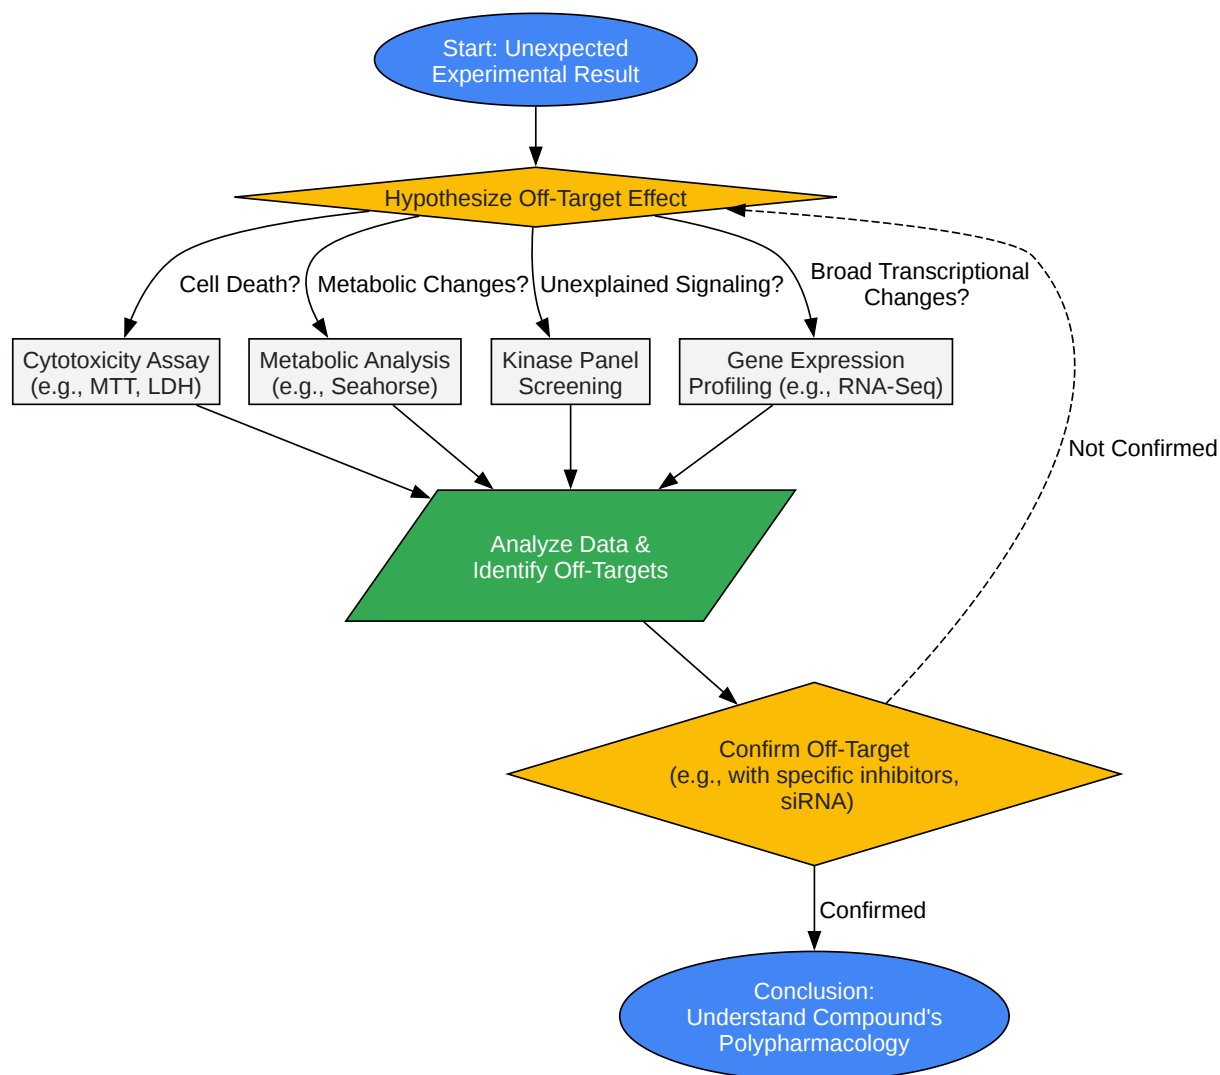 Start: Unexpected
Experimental Result
Hypothesize Off-Target Effect
Cell Death?
Metabolic Changes?
Unexplained Signaling?
Broad Transcriptional
Changes?
Cytotoxicity Assay
(e.g., MTT, LDH)
Metabolic Analysis
(e.g., Seahorse)
Kinase Panel
Screening
Gene Expression
Profiling (e.g., RNA-Seq)
Not Confirmed
Analyze Data &
Identify Off-Targets
Confirm Off-Target
(e.g., with specific inhibitors,
siRNA)
Confirmed
Conclusion:
Understand Compound's
Polypharmacology